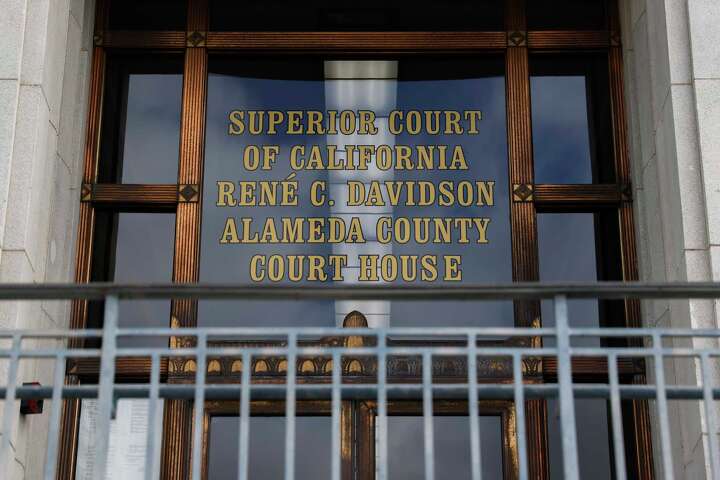 SUPERIOR COURT
OF CALIFORNIA
RENÉ C. DAVIDSON
ALAMEDA COUNTY
COURT HOUSE